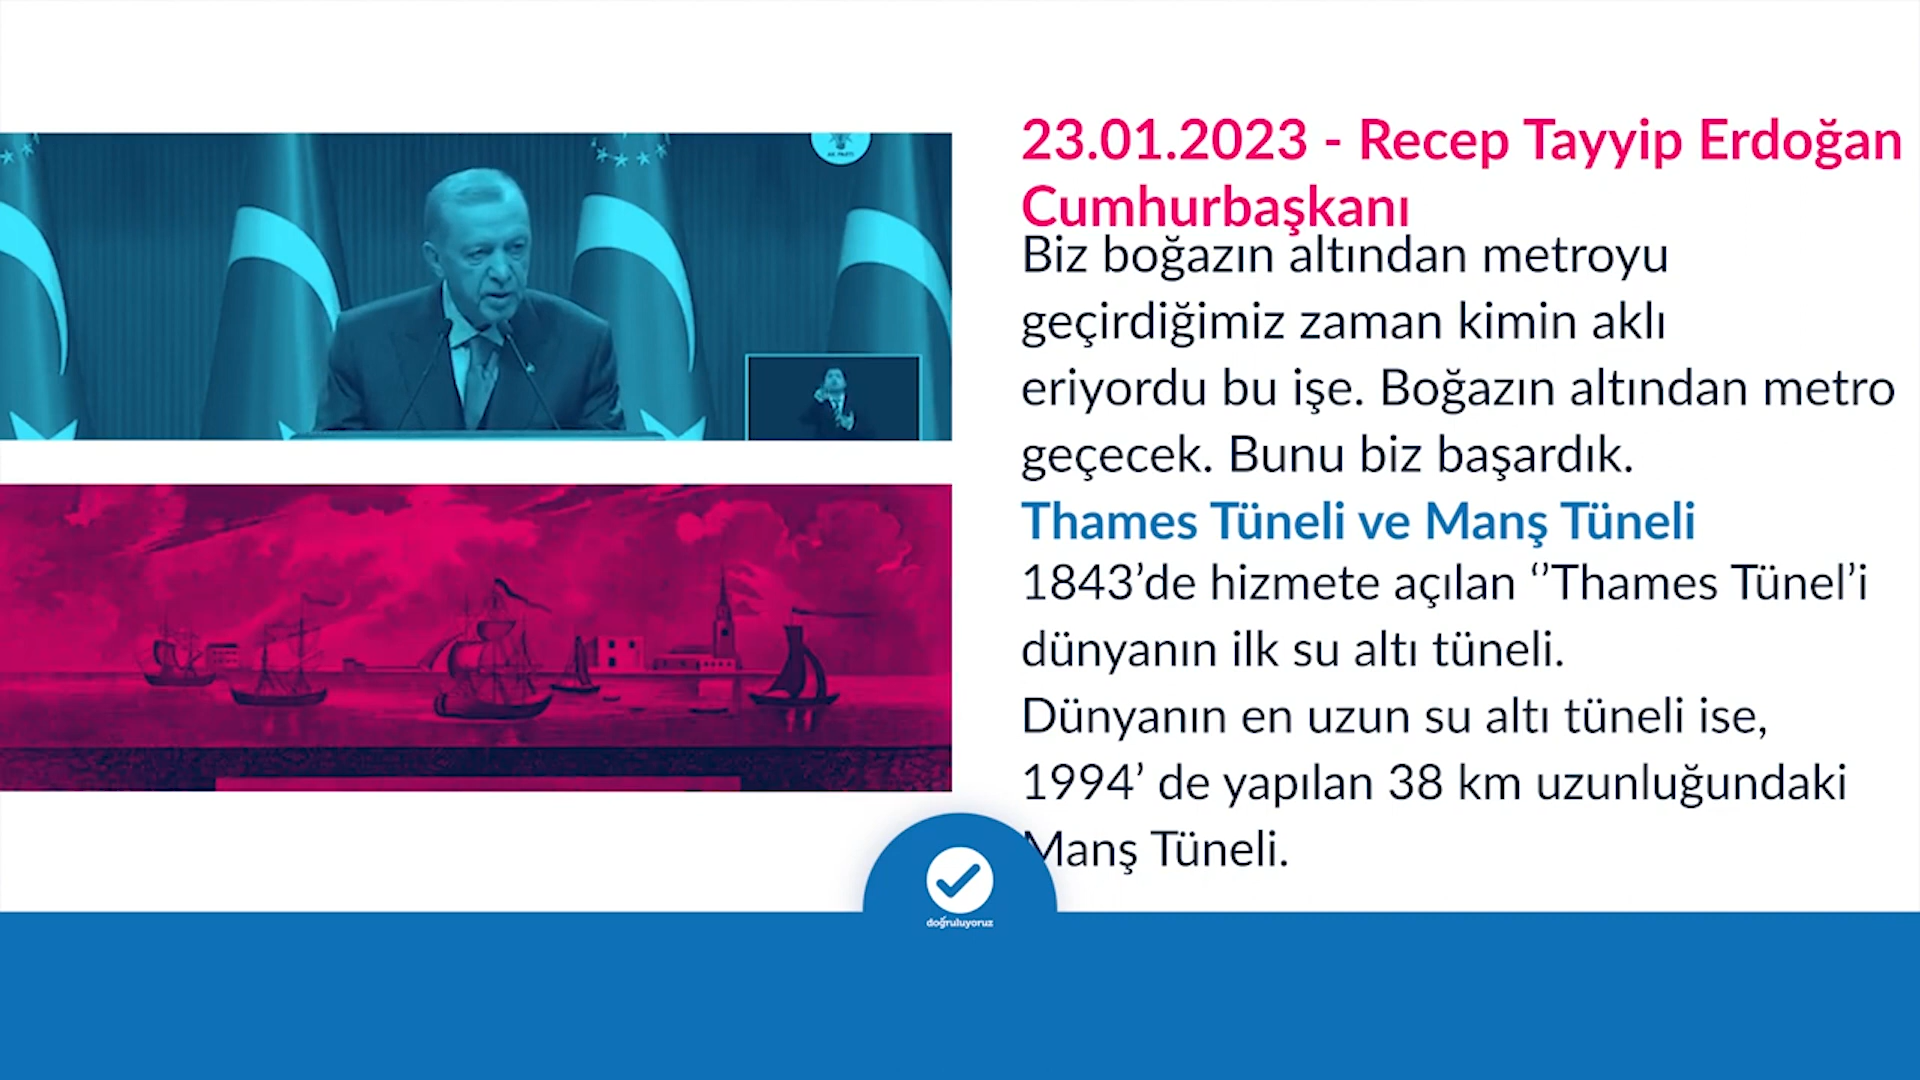 AK PARTİ
23.01.2023 - Recep Tayyip Erdoğan
Cumhurbaşkanı
Biz boğazın altından metroyu
geçirdiğimiz zaman kimin aklı
eriyordu bu işe. Boğazın altından metro
geçecek. Bunu biz başardık.
Thames Tüneli ve Manş Tüneli
1843’de hizmete açılan ‘’Thames Tünel’i
dünyanın ilk su altı tüneli.
Dünyanın en uzun su altı tüneli ise,
1994’ de yapılan 38 km uzunluğundaki
Manş Tüneli.
doğruluyoruz